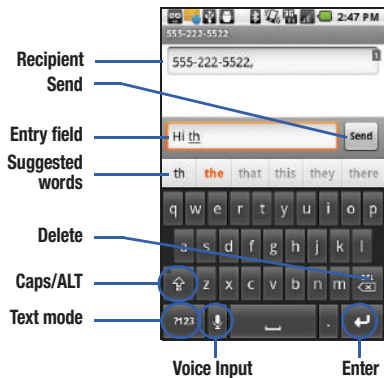 2:47 PM
555-222-5522
Recipient
555-222-5522,
1
Send
Entry field
Hi th
Send
Suggested
words
th the that this they there
q w e r t y u i o p
Delete
a s d f g h j k l
Caps/ALT
z x c v b n m DEL
Text mode
?123
.
Voice Input
Enter